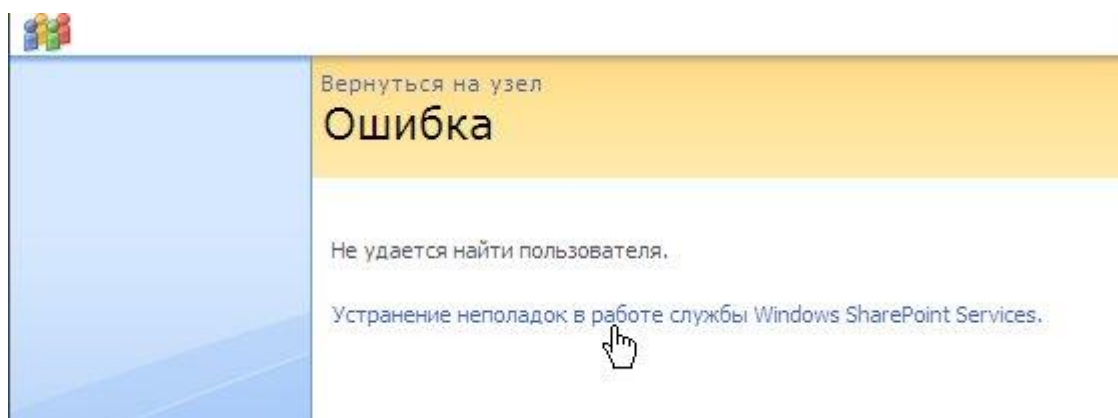 Вернуться на узел
Ошибка
Не удается найти пользователя.
Устранение неполадок в работе службы Windows SharePoint Services.